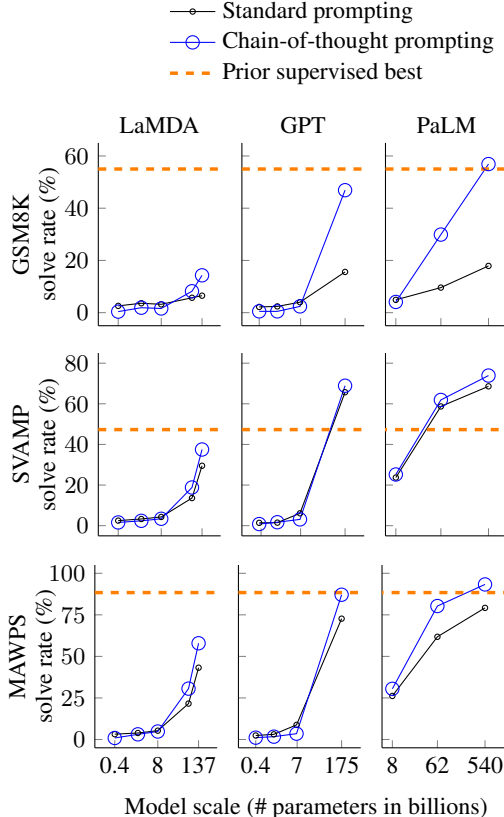 Standard prompting
Chain-of-thought prompting
Prior supervised best
LaMDA GPT PaLM
GSM8K
solve rate (%)
60
40
20
0
SVAMP
solve rate (%)
80
60
40
20
0
MAWPS
solve rate (%)
100
75
50
25
0
0.4 8 137 0.4 7 175 8 62 540
Model scale (# parameters in billions)